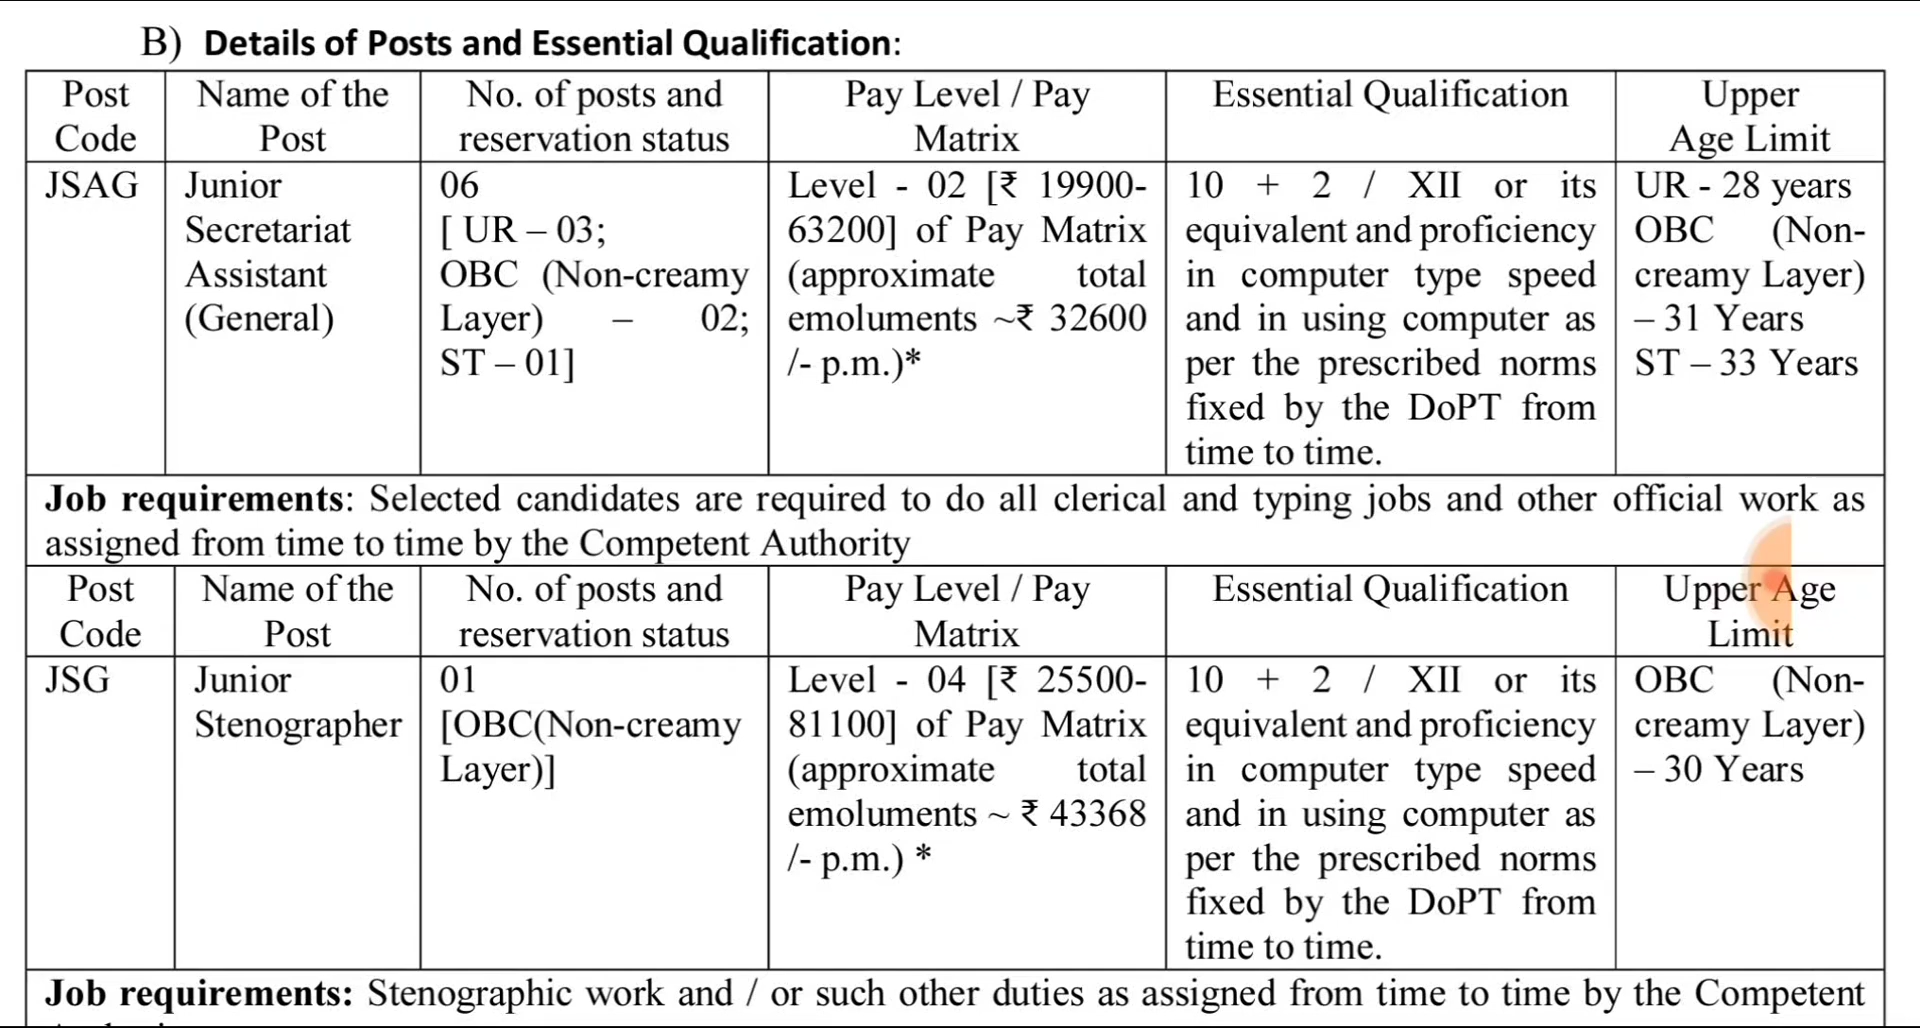 B) Details of Posts and Essential Qualification:
Post Code
Name of the Post
No. of posts and reservation status
Pay Level / Pay Matrix
Essential Qualification
Upper Age Limit
JSAG
Junior
Secretariat
Assistant
(General)
06
[ UR – 03;
OBC (Non-creamy
Layer) – 02;
ST – 01]
Level - 02 [₹ 19900-
63200] of Pay Matrix
(approximate total
emoluments ~₹ 32600
/- p.m.)*
10 + 2 / XII or its
equivalent and proficiency
in computer type speed
and in using computer as
per the prescribed norms
fixed by the DoPT from
time to time.
UR - 28 years
OBC (Non-
creamy Layer)
– 31 Years
ST – 33 Years
Job requirements: Selected candidates are required to do all clerical and typing jobs and other official work as
assigned from time to time by the Competent Authority
Post Code
Name of the Post
No. of posts and reservation status
Pay Level / Pay Matrix
Essential Qualification
Upper Age Limit
JSG
Junior
Stenographer
01
[OBC(Non-creamy
Layer)]
Level - 04 [₹ 25500-
81100] of Pay Matrix
(approximate total
emoluments ~ ₹ 43368
/- p.m.) *
10 + 2 / XII or its
equivalent and proficiency
in computer type speed
and in using computer as
per the prescribed norms
fixed by the DoPT from
time to time.
OBC (Non-
creamy Layer)
– 30 Years
Job requirements: Stenographic work and / or such other duties as assigned from time to time by the Competent